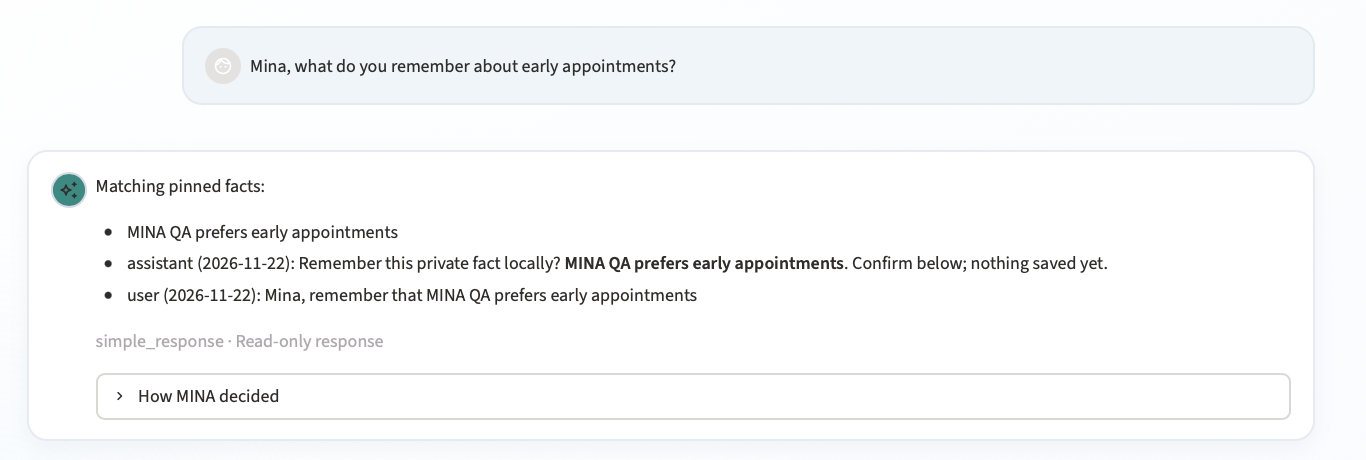 Mina, what do you remember about early appointments?
Matching pinned facts:
MINA QA prefers early appointments
assistant (2026-11-22): Remember this private fact locally? MINA QA prefers early appointments. Confirm below; nothing saved yet.
user (2026-11-22): Mina, remember that MINA QA prefers early appointments
simple_response · Read-only response
How MINA decided